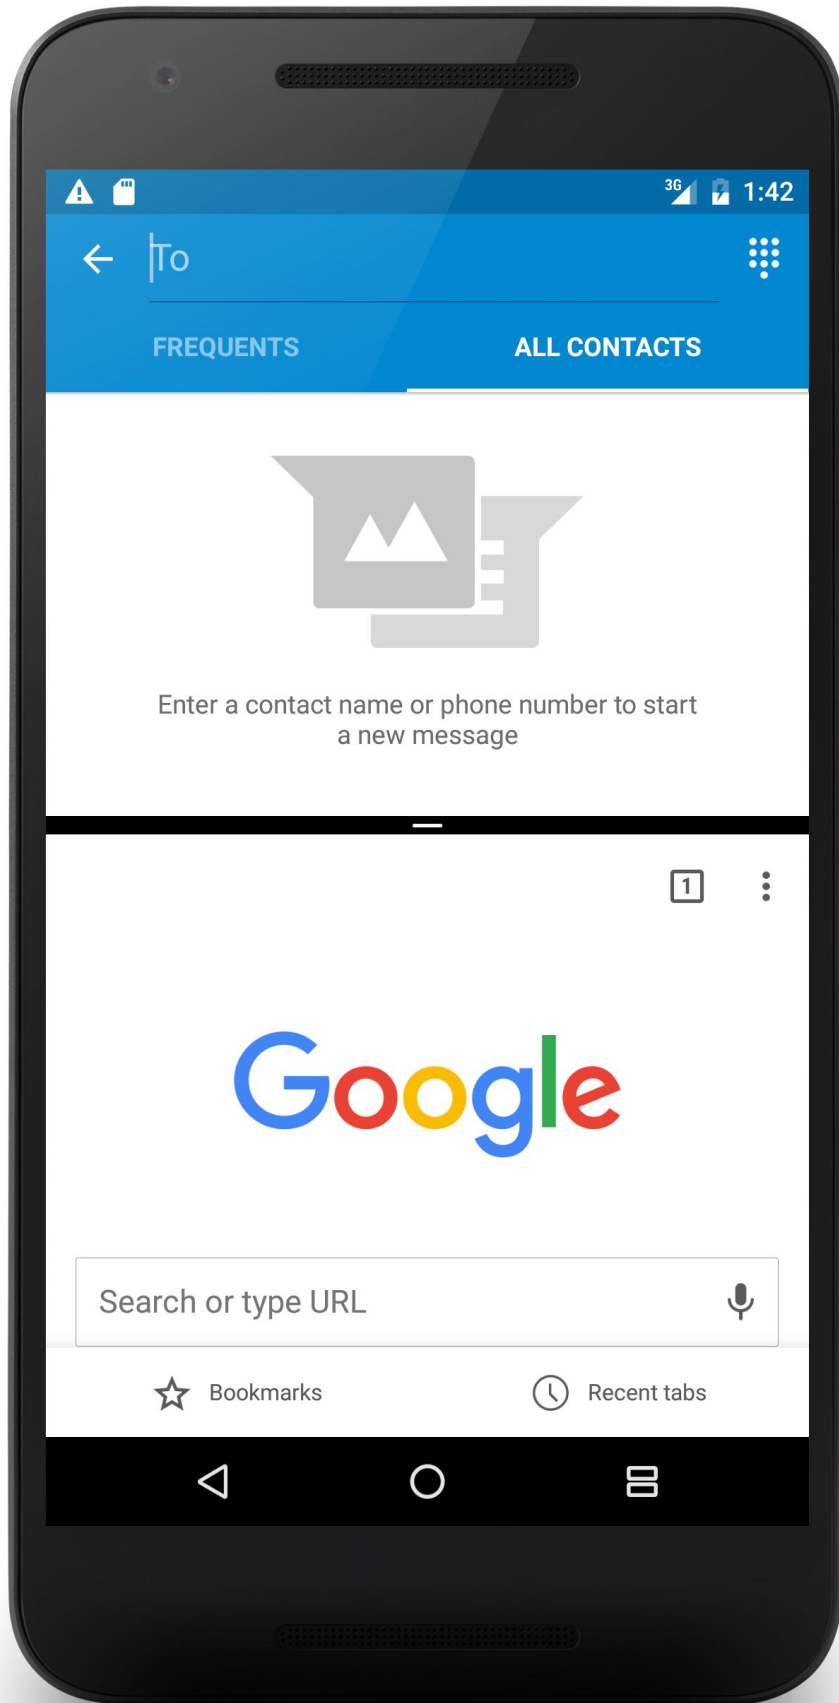 3G 1:42
To
FREQUENTS ALL CONTACTS
Enter a contact name or phone number to start
a new message
1
Google
Search or type URL
Bookmarks Recent tabs